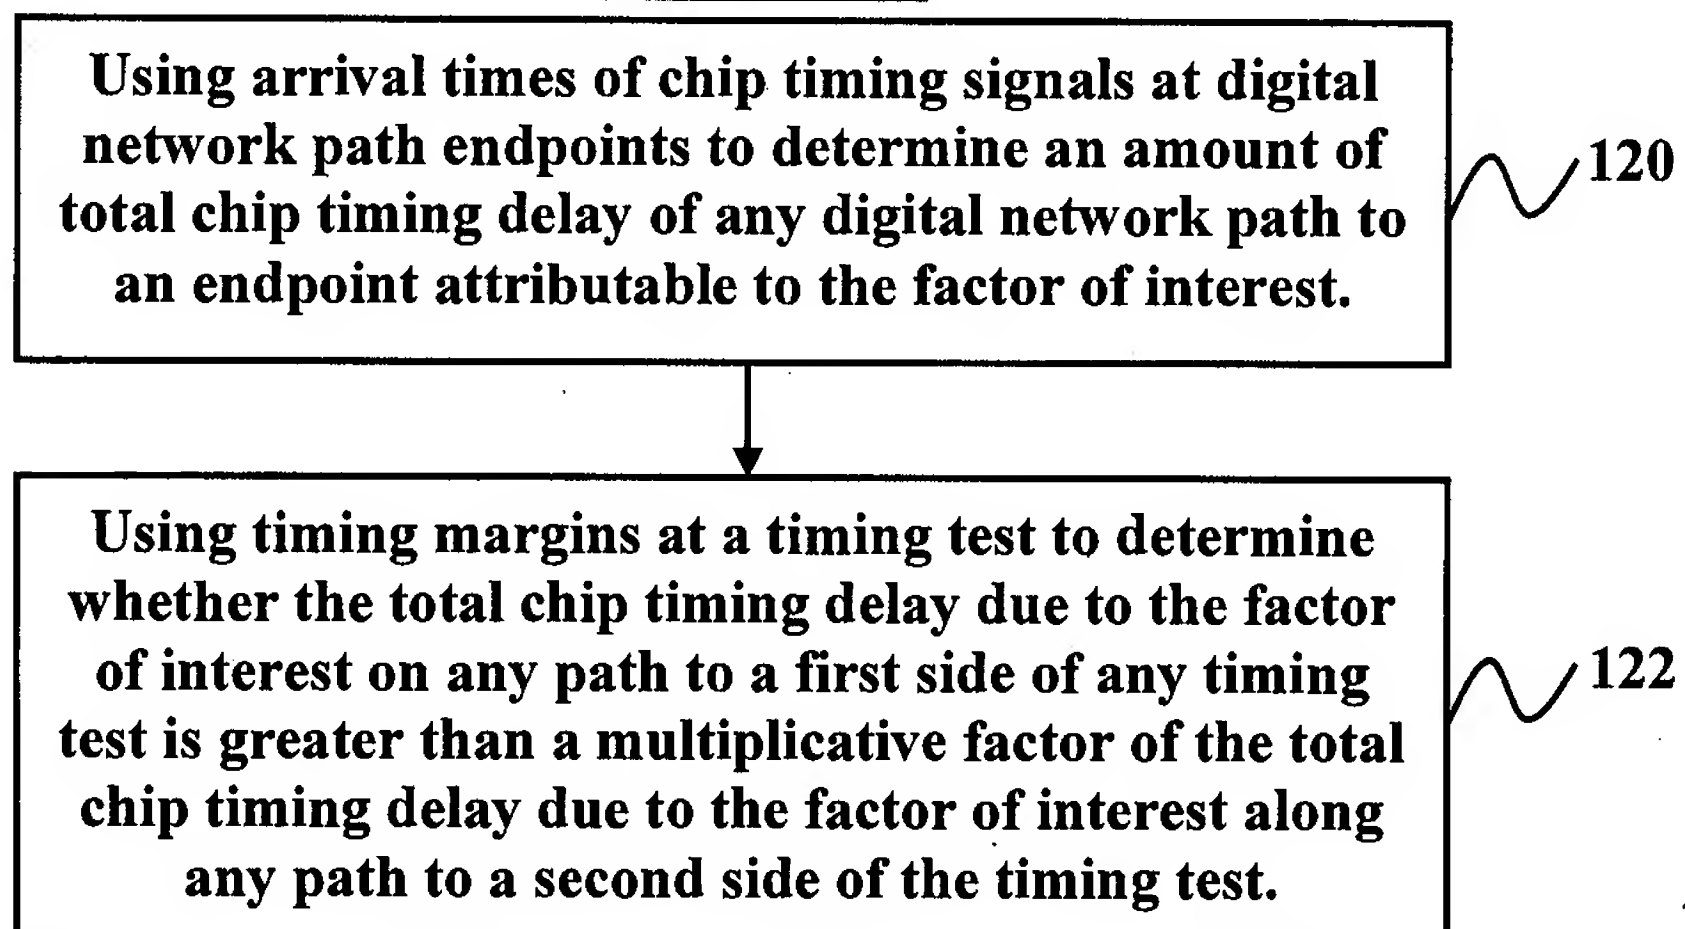 Using arrival times of chip timing signals at digital
network path endpoints to determine an amount of
total chip timing delay of any digital network path to
an endpoint attributable to the factor of interest.
120
Using timing margins at a timing test to determine
whether the total chip timing delay due to the factor
of interest on any path to a first side of any timing
test is greater than a multiplicative factor of the total
chip timing delay due to the factor of interest along
any path to a second side of the timing test.
122